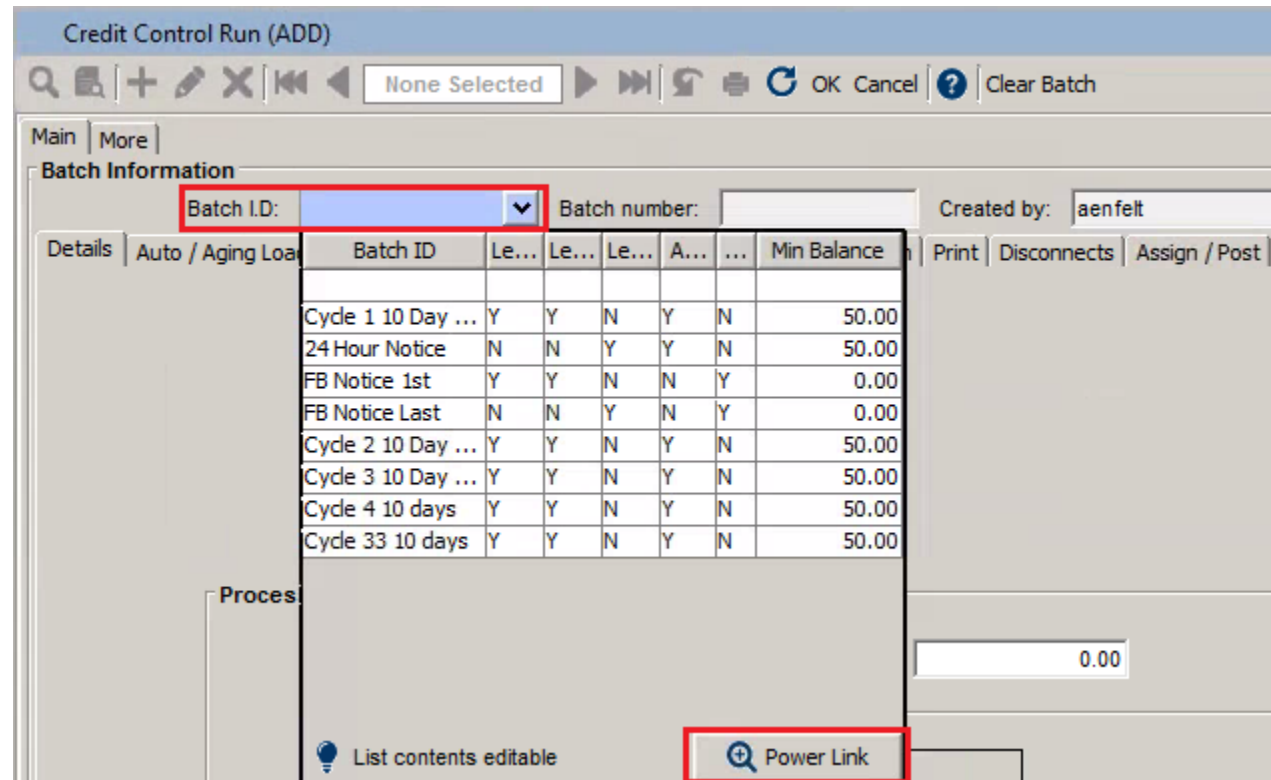 Credit Control Run (ADD)
None Selected OK Cancel ? Clear Batch
Main More
Batch Information
Batch I.D: Batch number: Created by: aenfelt
Details Auto / Aging Loa Print Disconnects Assign / Post
Batch ID Le... Le... Le... A... ... Min Balance
Cycle 1 10 Day ... Y Y N Y N 50.00
24 Hour Notice N N Y Y N 50.00
FB Notice 1st Y Y N N Y 0.00
FB Notice Last N N Y N Y 0.00
Cycle 2 10 Day ... Y Y N Y N 50.00
Cycle 3 10 Day ... Y Y N Y N 50.00
Cycle 4 10 days Y Y N Y N 50.00
Cycle 33 10 days Y Y N Y N 50.00
Proces
0.00
List contents editable Power Link